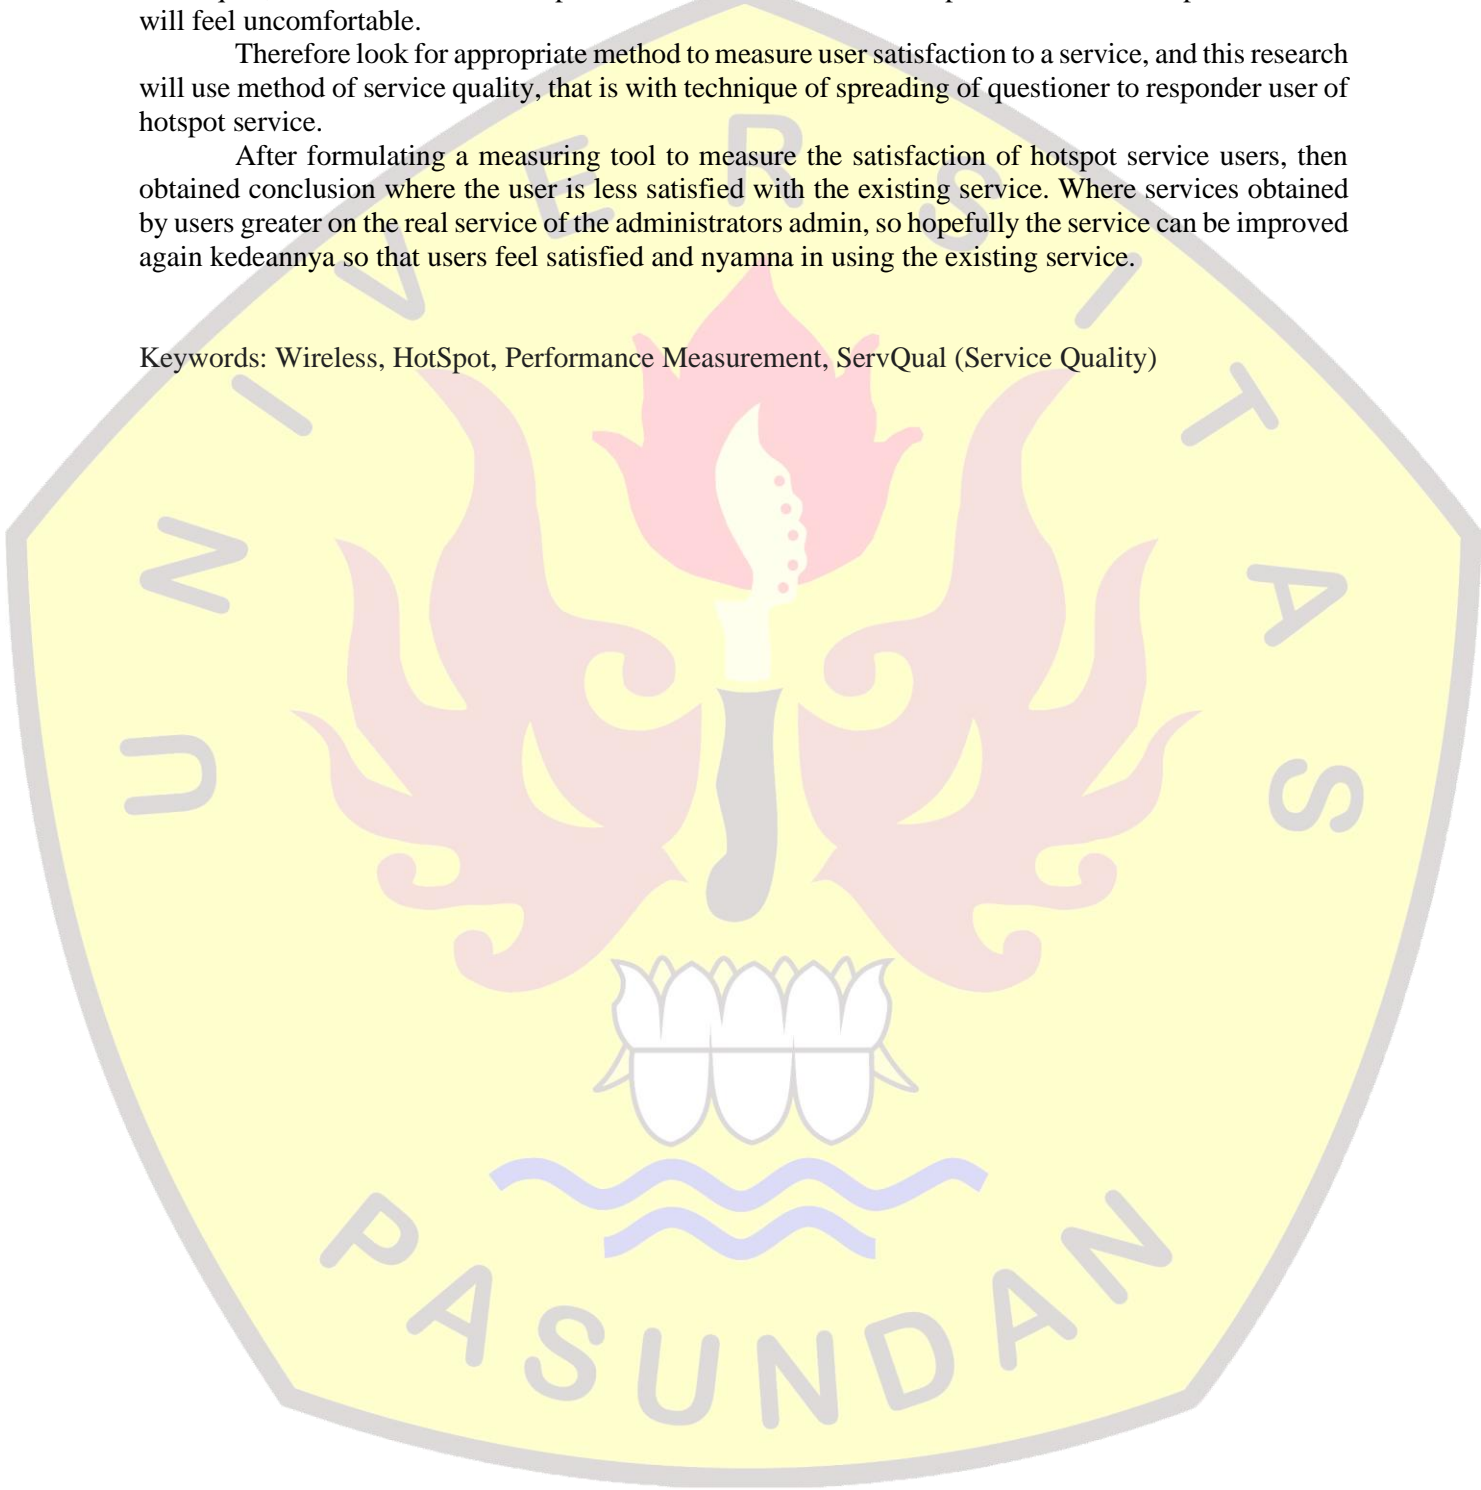 will feel uncomfortable.
Therefore look for appropriate method to measure user satisfaction to a service, and this research
will use method of service quality, that is with technique of spreading of questioner to responder user of
hotspot service.
After formulating a measuring tool to measure the satisfaction of hotspot service users, then
obtained conclusion where the user is less satisfied with the existing service. Where services obtained
by users greater on the real service of the administrators admin, so hopefully the service can be improved
again kedeannya so that users feel satisfied and nyamna in using the existing service.
Keywords: Wireless, HotSpot, Performance Measurement, ServQual (Service Quality)
UNIVERSITAS
PASUNDAN